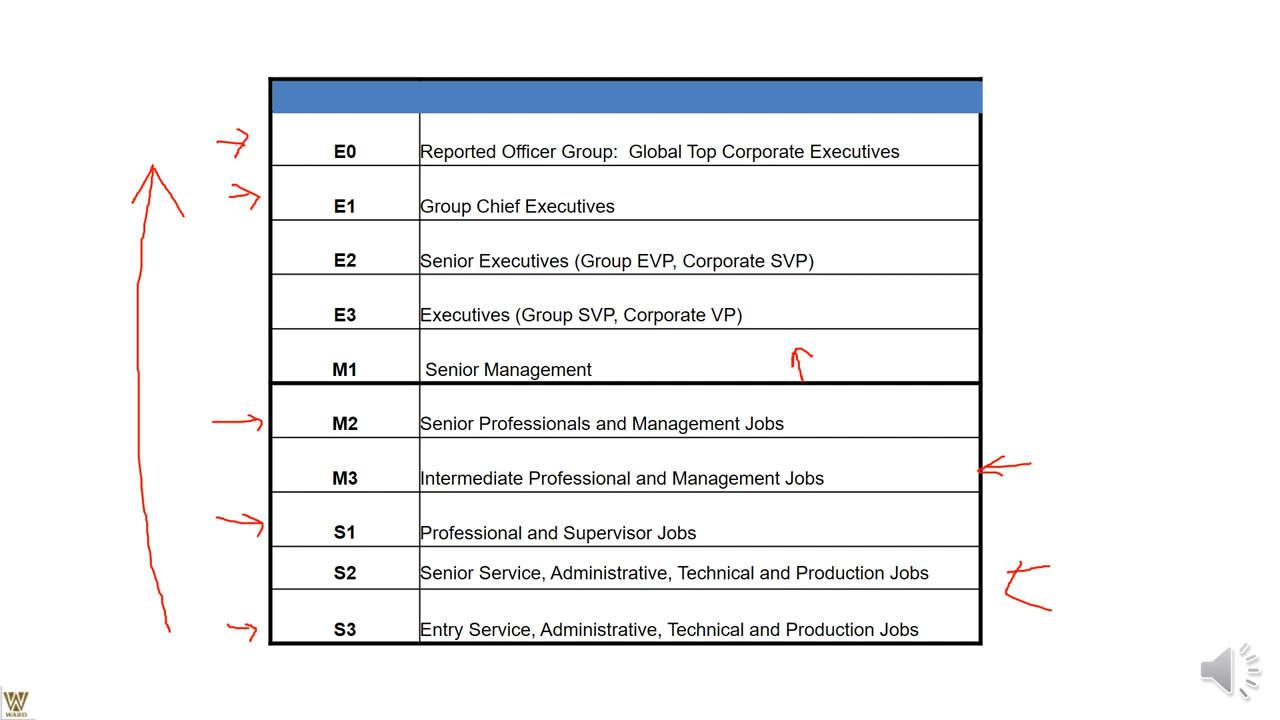 E0 Reported Officer Group: Global Top Corporate Executives
E1 Group Chief Executives
E2 Senior Executives (Group EVP, Corporate SVP)
E3 Executives (Group SVP, Corporate VP)
M1 Senior Management
M2 Senior Professionals and Management Jobs
M3 Intermediate Professional and Management Jobs
S1 Professional and Supervisor Jobs
S2 Senior Service, Administrative, Technical and Production Jobs
S3 Entry Service, Administrative, Technical and Production Jobs
W
WARD